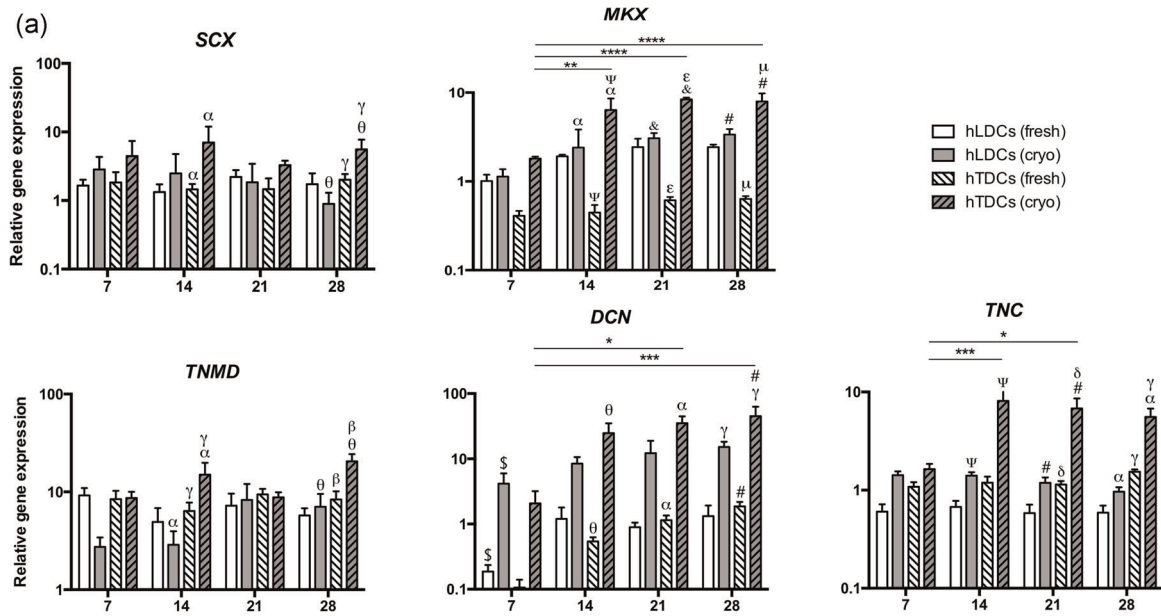 (a)
SCX
Relative gene expression
100
10
1
0.1
α
α
θ
γ
γ
θ
7 14 21 28
MKX
****
****
**
10
1
0.1
α
Ψ
Ψ
α
&
ε
ε
&
#
μ
μ
#
7 14 21 28
hLDCs (fresh)
hLDCs (cryo)
hTDCs (fresh)
hTDCs (cryo)
TNMD
Relative gene expression
100
10
1
α
γ
γ
α
θ
β
β
θ
7 14 21 28
DCN
*
***
100
10
1
0.1
$
$
θ
θ
α
α
γ
#
#
γ
7 14 21 28
TNC
*
***
10
1
0.1
Ψ
Ψ
#
δ
δ
#
α
γ
γ
α
7 14 21 28